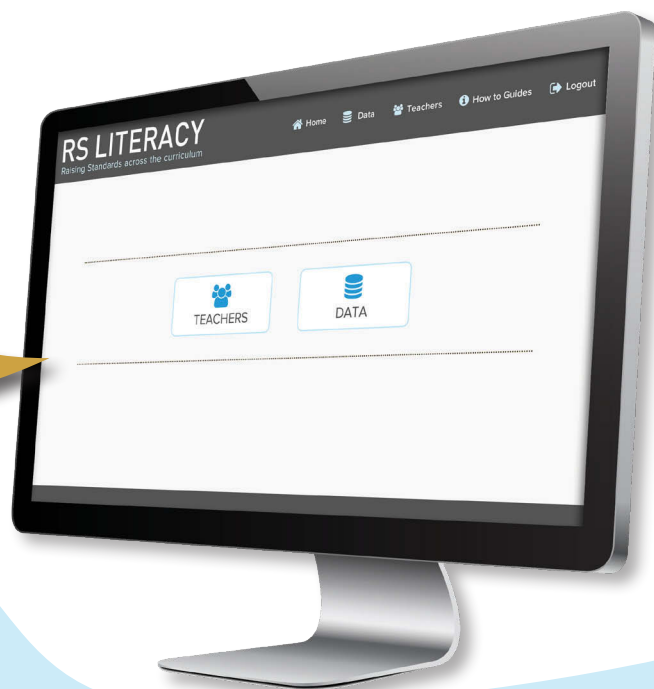 RS LITERACY
Raising Standards across the curriculum
Home Data Teachers How to Guides Logout
TEACHERS DATA